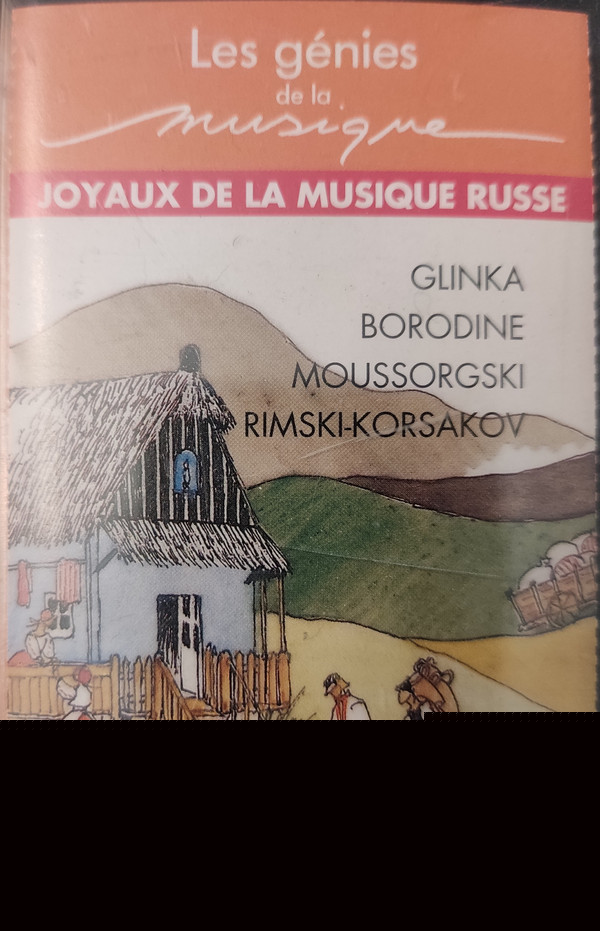 Les génies
de la
musique
JOYAUX DE LA MUSIQUE RUSSE
GLINKA
BORODINE
MOUSSORGSKI
RIMSKI-KORSAKOV